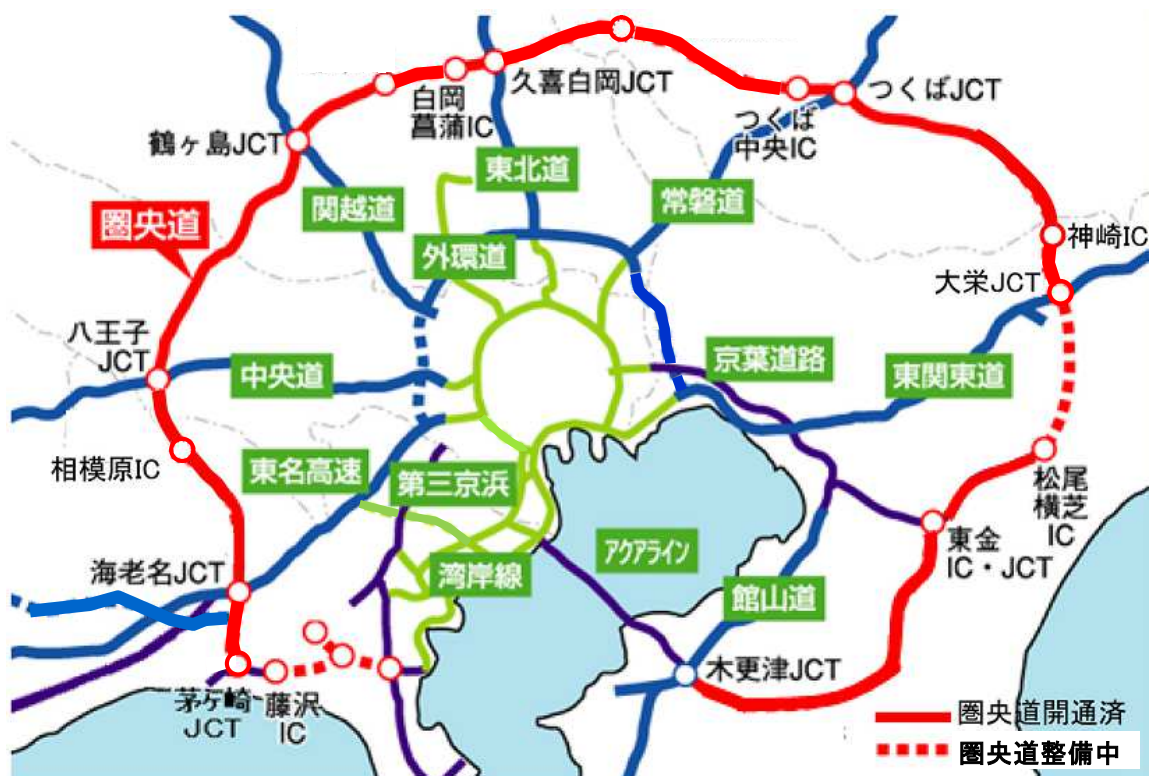 白岡
菖蒲IC
久喜白岡JCT
つくばJCT
つくば
中央IC
鶴ヶ島JCT
東北道
関越道
常磐道
圏央道
外環道
神崎IC
大栄JCT
八王子
JCT
中央道
京葉道路
東関東道
相模原IC
東名高速
第三京浜
松尾
横芝
IC
アクアライン
東金
IC・JCT
海老名JCT
湾岸線
館山道
木更津JCT
茅ヶ崎
JCT
藤沢
IC
圏央道開通済
圏央道整備中